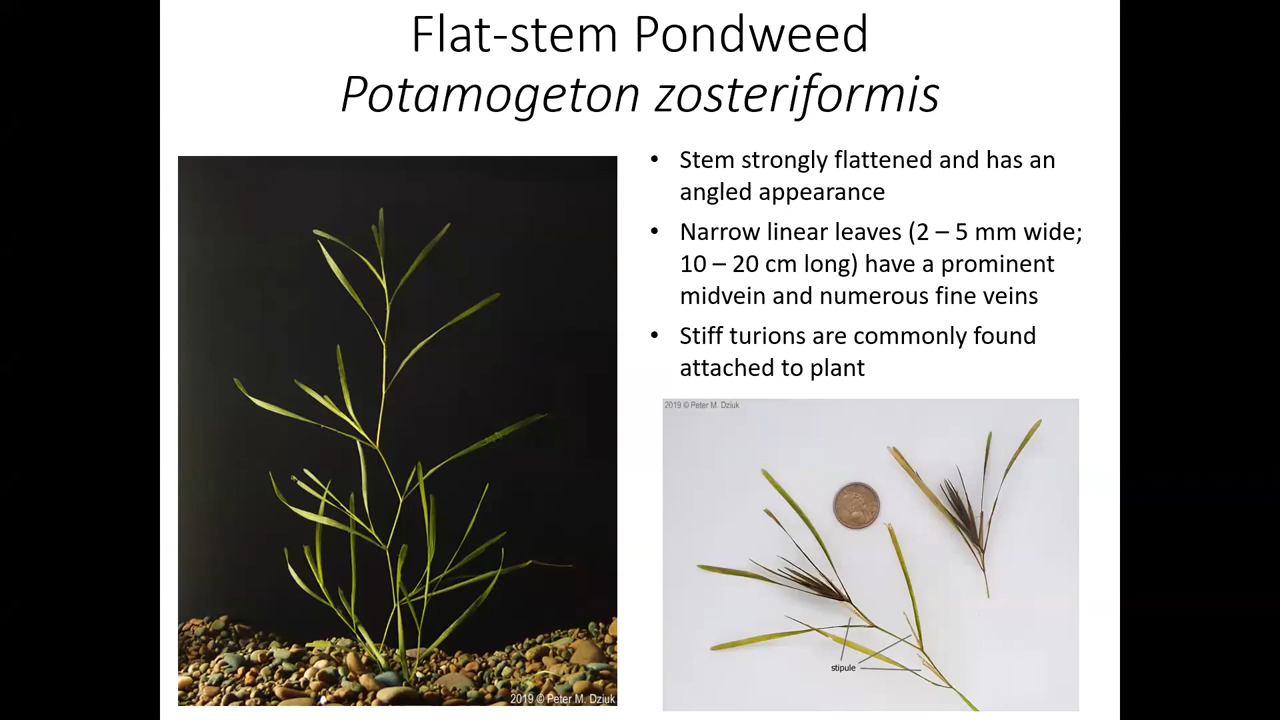 Flat-stem Pondweed
Potamogeton zosteriformis
• Stem strongly flattened and has an
angled appearance
• Narrow linear leaves (2 – 5 mm wide;
10 – 20 cm long) have a prominent
midvein and numerous fine veins
• Stiff turions are commonly found
attached to plant
2019 © Peter M. Dziuk
stipule
2019 © Peter M. Dziuk